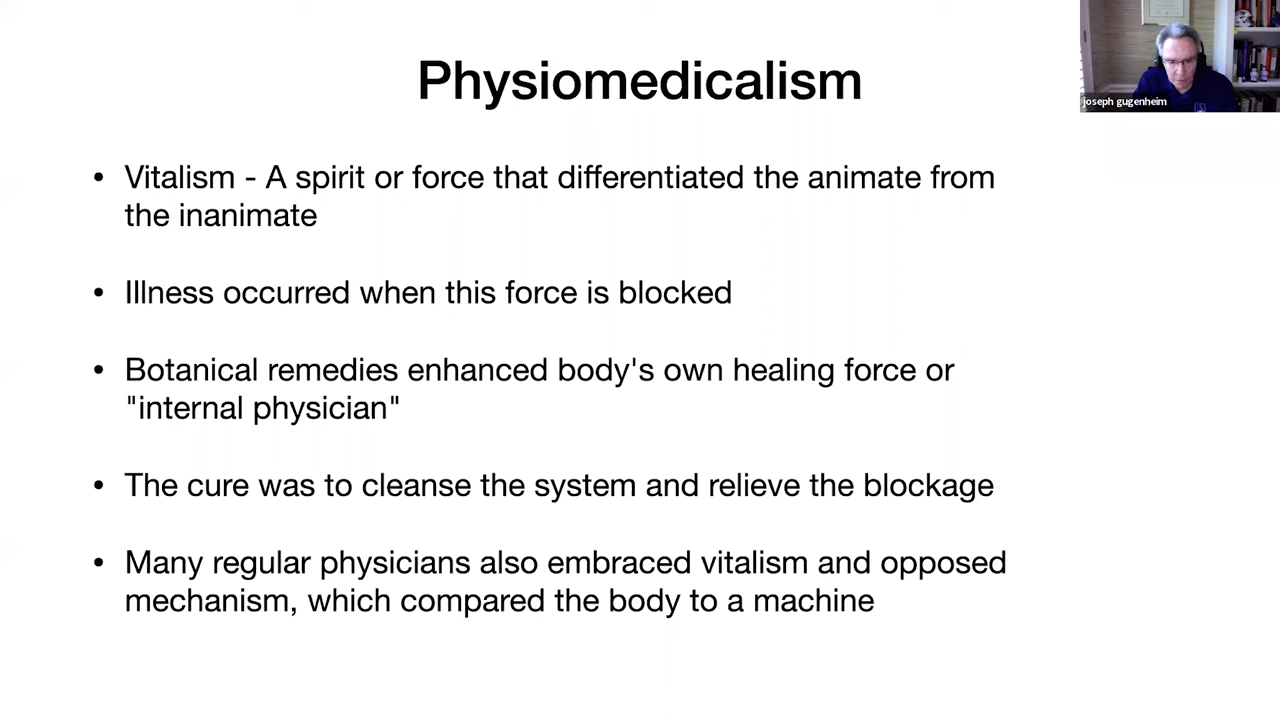 Physiomedicalism
joseph gugenheim
• Vitalism - A spirit or force that differentiated the animate from
the inanimate
• Illness occurred when this force is blocked
• Botanical remedies enhanced body's own healing force or
"internal physician"
• The cure was to cleanse the system and relieve the blockage
• Many regular physicians also embraced vitalism and opposed
mechanism, which compared the body to a machine